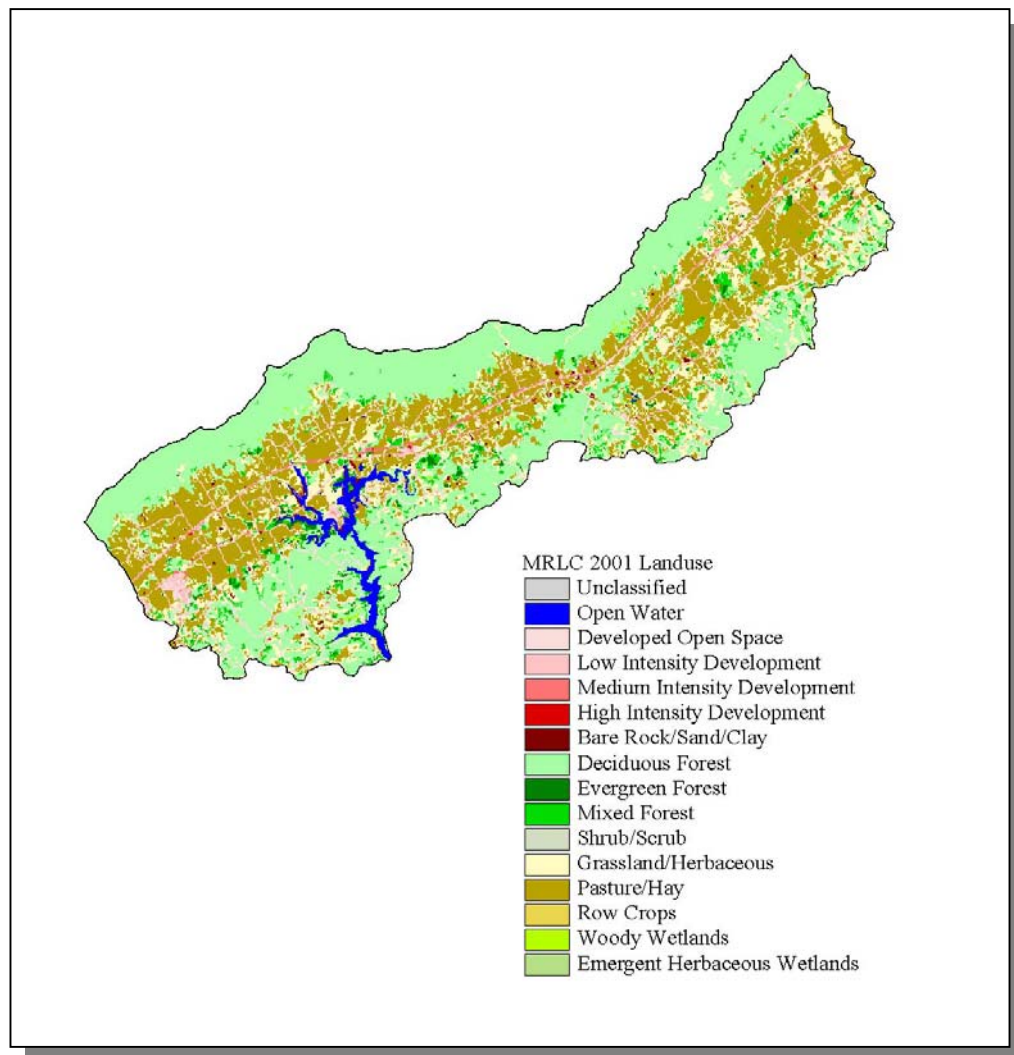 MRLC 2001 Landuse
Unclassified
Open Water
Developed Open Space
Low Intensity Development
Medium Intensity Development
High Intensity Development
Bare Rock/Sand/Clay
Deciduous Forest
Evergreen Forest
Mixed Forest
Shrub/Scrub
Grassland/Herbaceous
Pasture/Hay
Row Crops
Woody Wetlands
Emergent Herbaceous Wetlands